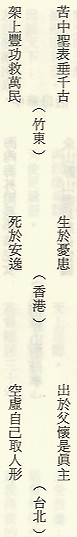 苦中聖表垂千古
架上豐功救萬民
（竹東）
生於憂患
死於安逸
（香港）
出於父懷是眞主
空虛自己取人形
（台北）